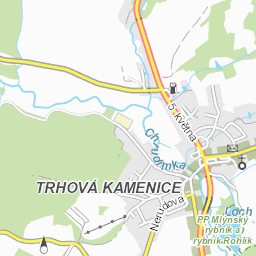 5. května
Chrudimka
TRHOVÁ KAMENICE
Nerudova
Loch
PP Mlýnský
rybník a
rybník Rohlík